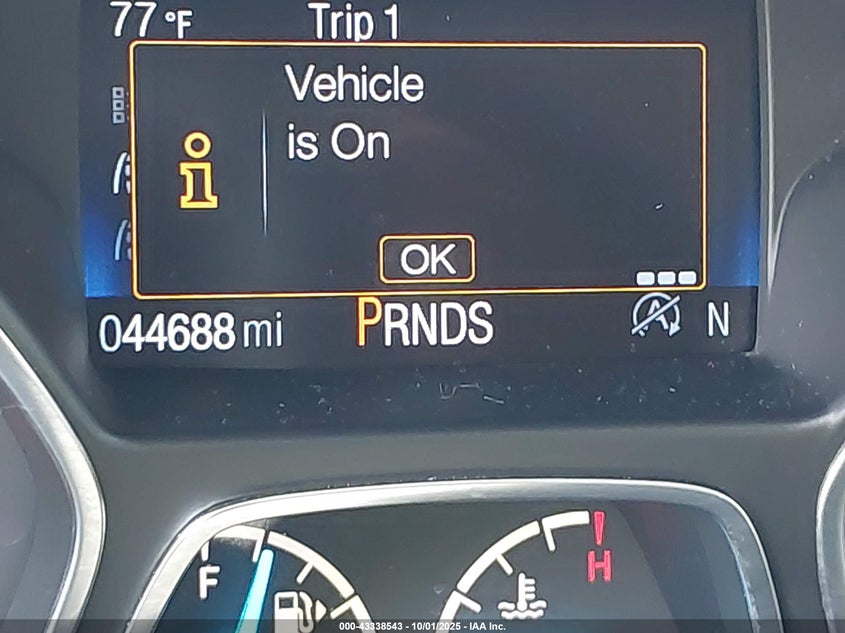 77 °F Trip 1
Vehicle
is On
OK
044688 mi PRNDS A N
F H
000-43338543 - 10/01/2025 - IAA Inc.